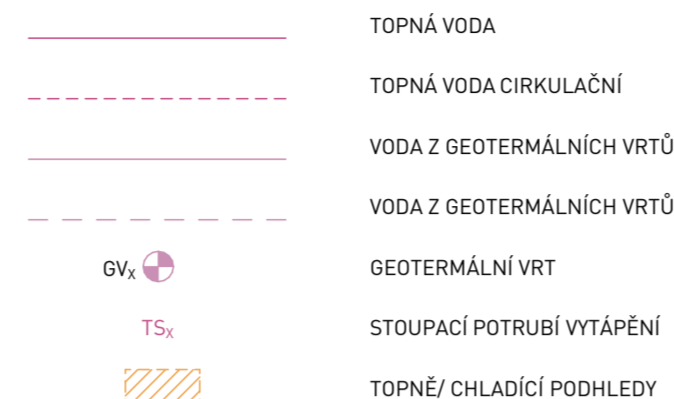 TOPNÁ VODA
TOPNÁ VODA CIRKULAČNÍ
VODA Z GEOTERMÁLNÍCH VRTŮ
VODA Z GEOTERMÁLNÍCH VRTŮ
GVX GEOTERMÁLNÍ VRT
TSX STOUPACÍ POTRUBÍ VYTÁPĚNÍ
TOPNĚ/ CHLADÍCÍ PODHLEDY